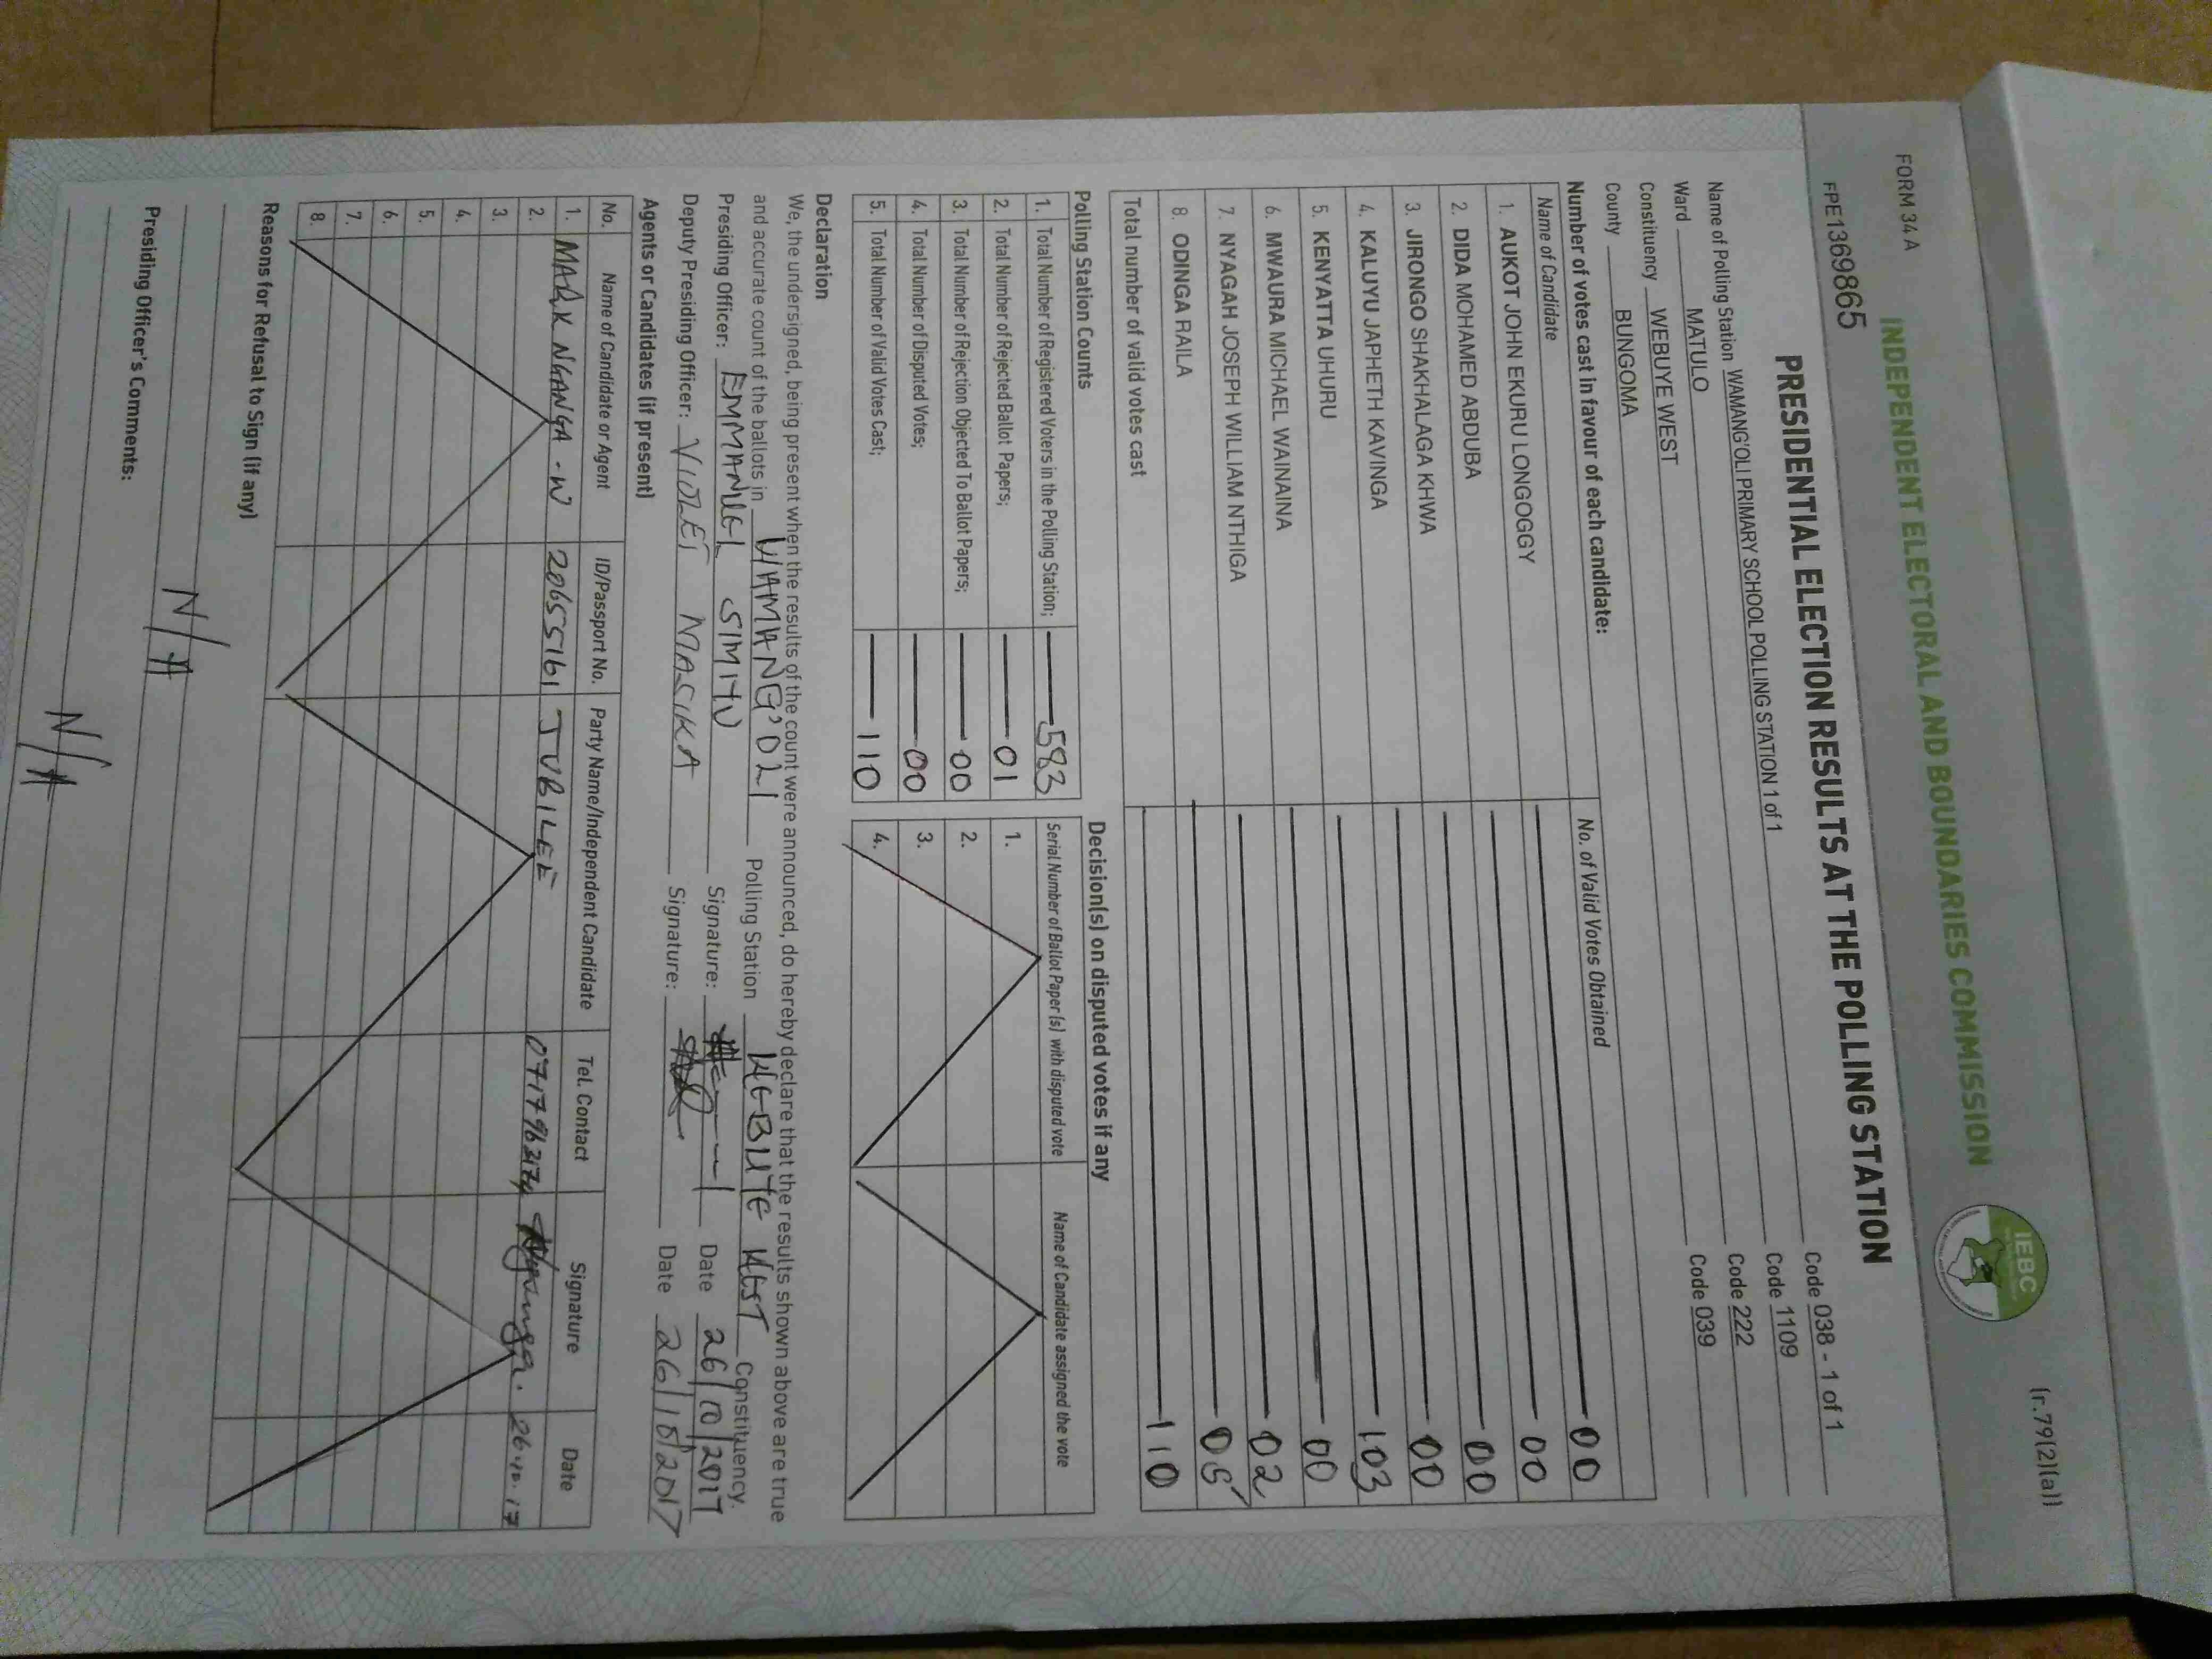 FORM 34 A
(r.79(2)(a))
INDEPENDENT ELECTORAL AND BOUNDARIES COMMISSION
IEBC
FPE1369865
PRESIDENTIAL ELECTION RESULTS AT THE POLLING STATION
Name of Polling Station WAMANG'OLI PRIMARY SCHOOL POLLING STATION 1 of 1 Code 038 - 1 of 1
Ward MATULO Code 1109
Constituency WEBUYE WEST Code 222
County BUNGOMA Code 039
Number of votes cast in favour of each candidate:
Name of Candidate No. of Valid Votes Obtained
1. AUKOT JOHN EKURU LONGOGGY 00
2. DIDA MOHAMED ABDUBA 00
3. JIRONGO SHAKHALAGA KHWA 00
4. KALUYU JAPHETH KAVINGA 00
5. KENYATTA UHURU 103
6. MWAURA MICHAEL WAINAINA 00
7. NYAGAH JOSEPH WILLIAM NTHIGA 02
8. ODINGA RAILA 05
Total number of valid votes cast 110
Polling Station Counts
1. Total Number of Registered Voters in the Polling Station; 583
2. Total Number of Rejected Ballot Papers; 01
3. Total Number of Rejection Objected To Ballot Papers; 00
4. Total Number of Disputed Votes; 00
5. Total Number of Valid Votes Cast; 110
Decision(s) on disputed votes if any
Serial Number of Ballot Paper (s) with disputed vote Name of Candidate assigned the vote
1.
2.
3.
4.
Declaration
We, the undersigned, being present when the results of the count were announced, do hereby declare that the results shown above are true
and accurate count of the ballots in WAMANG'OLI Polling Station WEBUYE WEST Constituency.
Presiding Officer: EMMANUEL SIMIYU Signature: Date 26/10/2017
Deputy Presiding Officer: VIOLET NASIKA Signature: Date 26/10/2017
Agents or Candidates (if present)
No. Name of Candidate or Agent ID/Passport No. Party Name/Independent Candidate Tel. Contact Signature Date
1. MARK NGANGA - W 20655161 JUBILEE 26.10.17
2.
3.
4.
5.
6.
7.
8.
Reasons for Refusal to Sign (if any)
N/A
Presiding Officer's Comments:
N/A